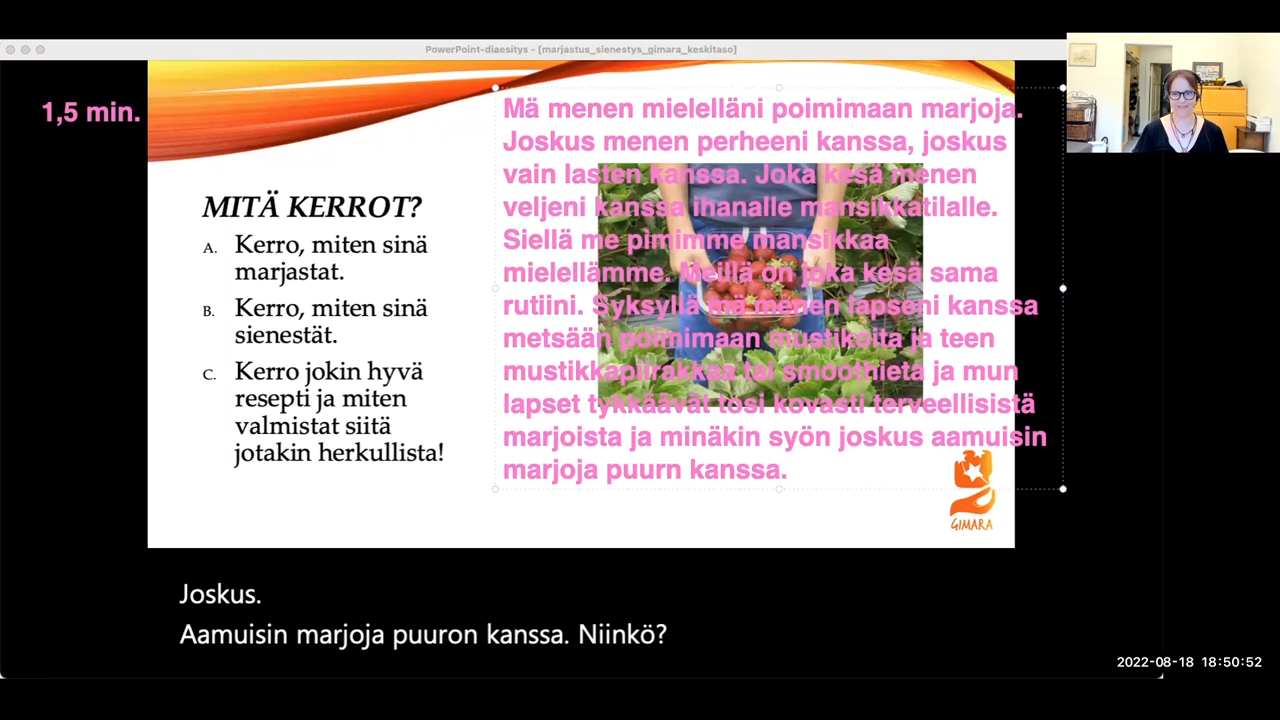 PowerPoint-diaesitys - [marjastus_sienestys_gimara_keskitaso]
1,5 min.
MITÄ KERROT?
A. Kerro, miten sinä
marjastat.
B. Kerro, miten sinä
sienestät.
C. Kerro jokin hyvä
resepti ja miten
valmistat siitä
jotakin herkullista!
Mä menen mielelläni poimimaan marjoja.
Joskus menen perheeni kanssa, joskus
vain lasten kanssa. Joka kesä menen
veljeni kanssa ihanalle mansikkatilalle.
Siellä me pimimme mansikkaa
mielellämme. Meillä on joka kesä sama
rutiini. Syksyllä mä menen lapseni kanssa
metsään poimimaan mustikoita ja teen
mustikkapiirakkaa tai smoothieta ja mun
lapset tykkäävät tosi kovasti terveellisistä
marjoista ja minäkin syön joskus aamuisin
marjoja puurn kanssa.
GIMARA
Joskus.
Aamuisin marjoja puuron kanssa. Niinkö?
2022-08-18 18:50:52